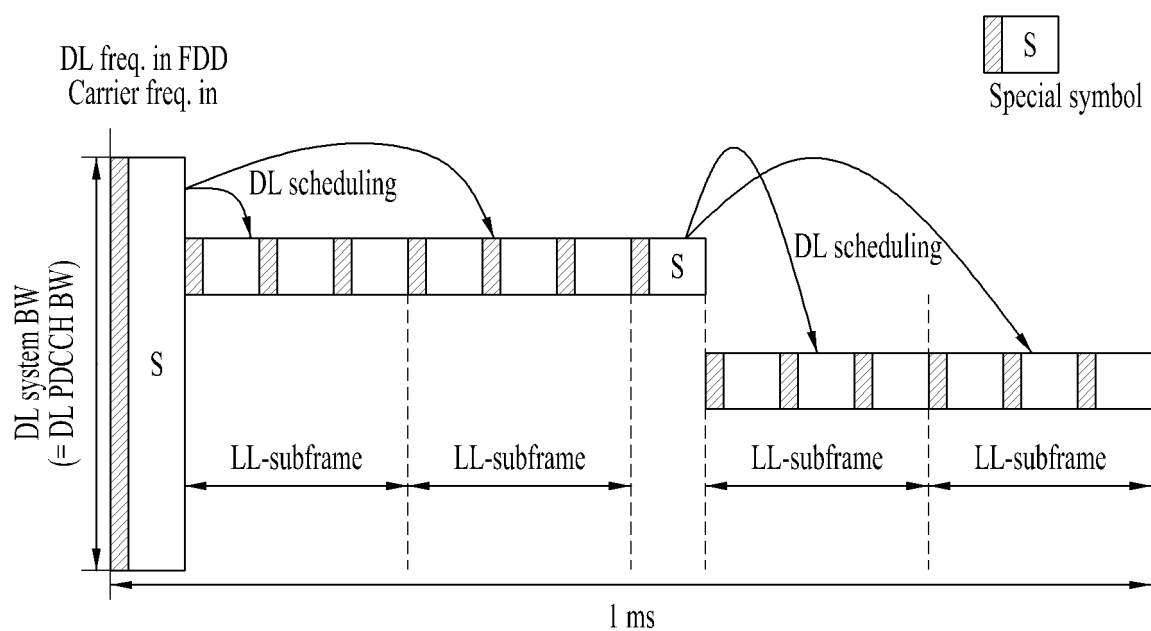 DL freq. in FDD
Carrier freq. in
S
Special symbol
DL scheduling
S
DL scheduling
S
DL system BW
(= DL PDCCH BW)
LL-subframe
LL-subframe
LL-subframe
LL-subframe
1 ms